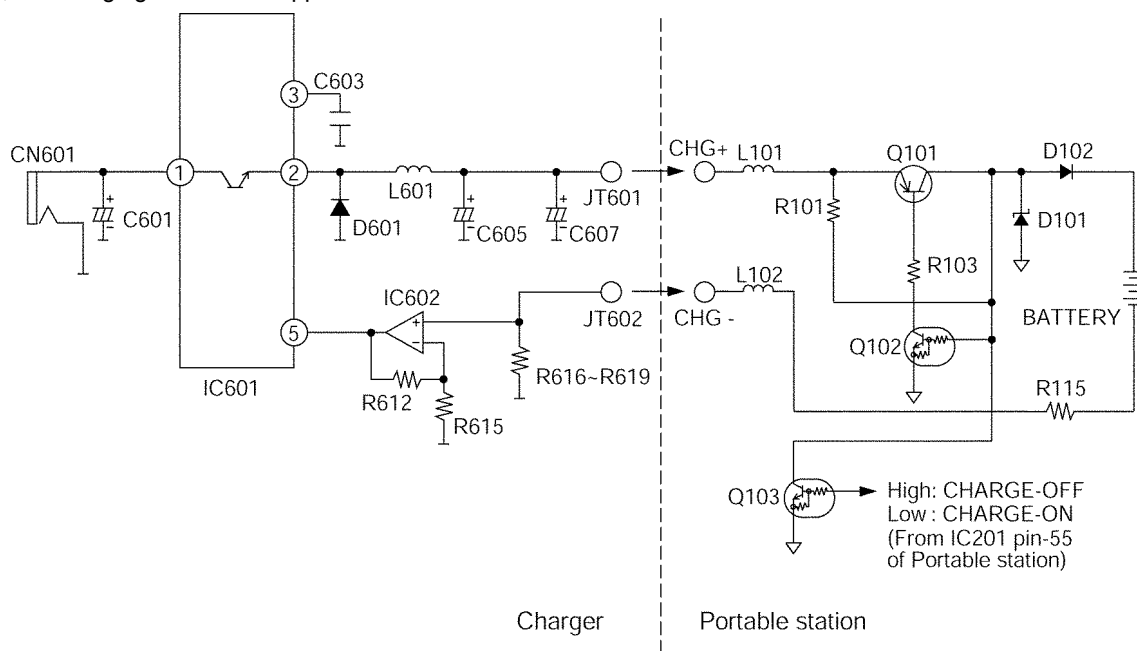 C603
3
CN601
1
2
C601
L601
D601
C605
C607
JT601
CHG+
L101
Q101
D102
R101
D101
R103
5
IC602
JT602
CHG -
L102
BATTERY
Q102
IC601
R612
R615
R616~R619
R115
Q103
High: CHARGE-OFF
Low : CHARGE-ON
(From IC201 pin-55
of Portable station)
Charger
Portable station